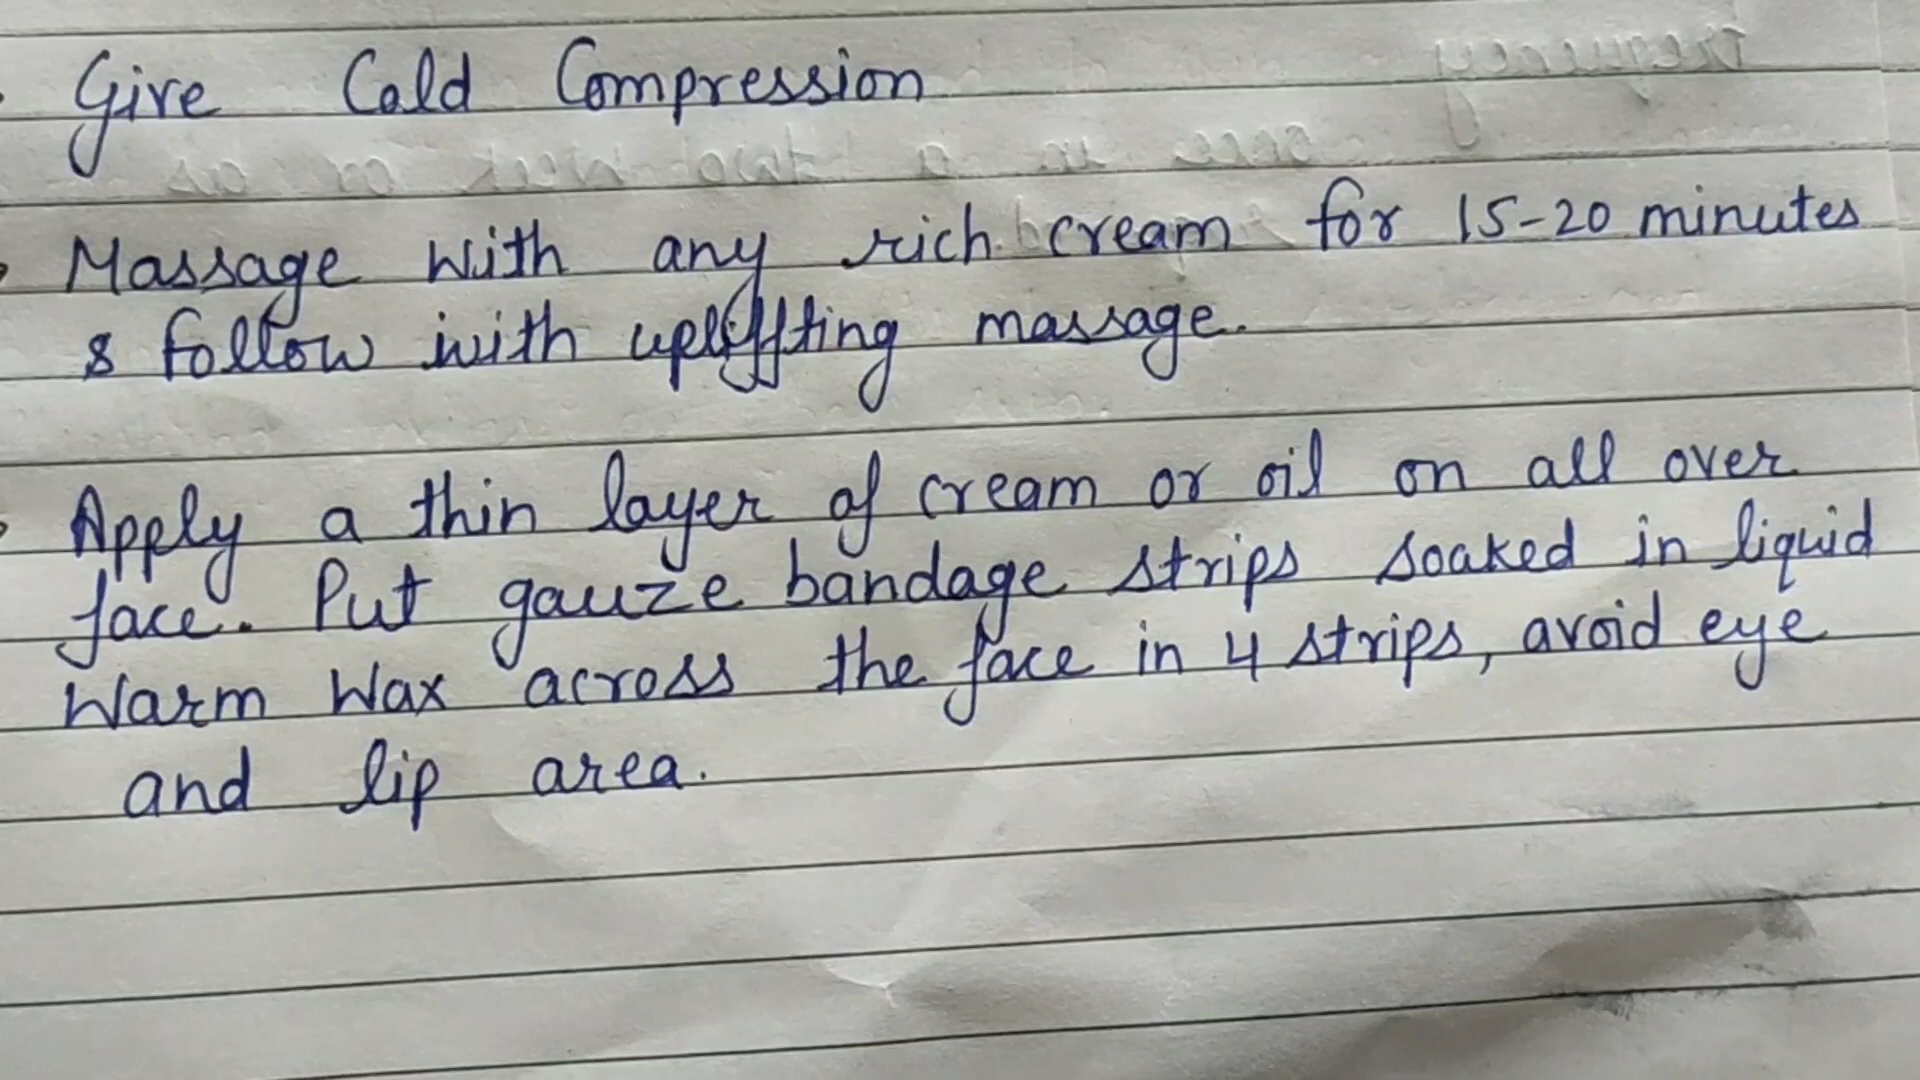 Give Cold Compression
Massage with any rich cream for 15-20 minutes
& follow with upliffting massage.
Apply a thin layer of cream or oil on all over
face. Put gauze bandage strips soaked in liquid
Warm Wax across the face in 4 strips, avoid eye
and lip area.